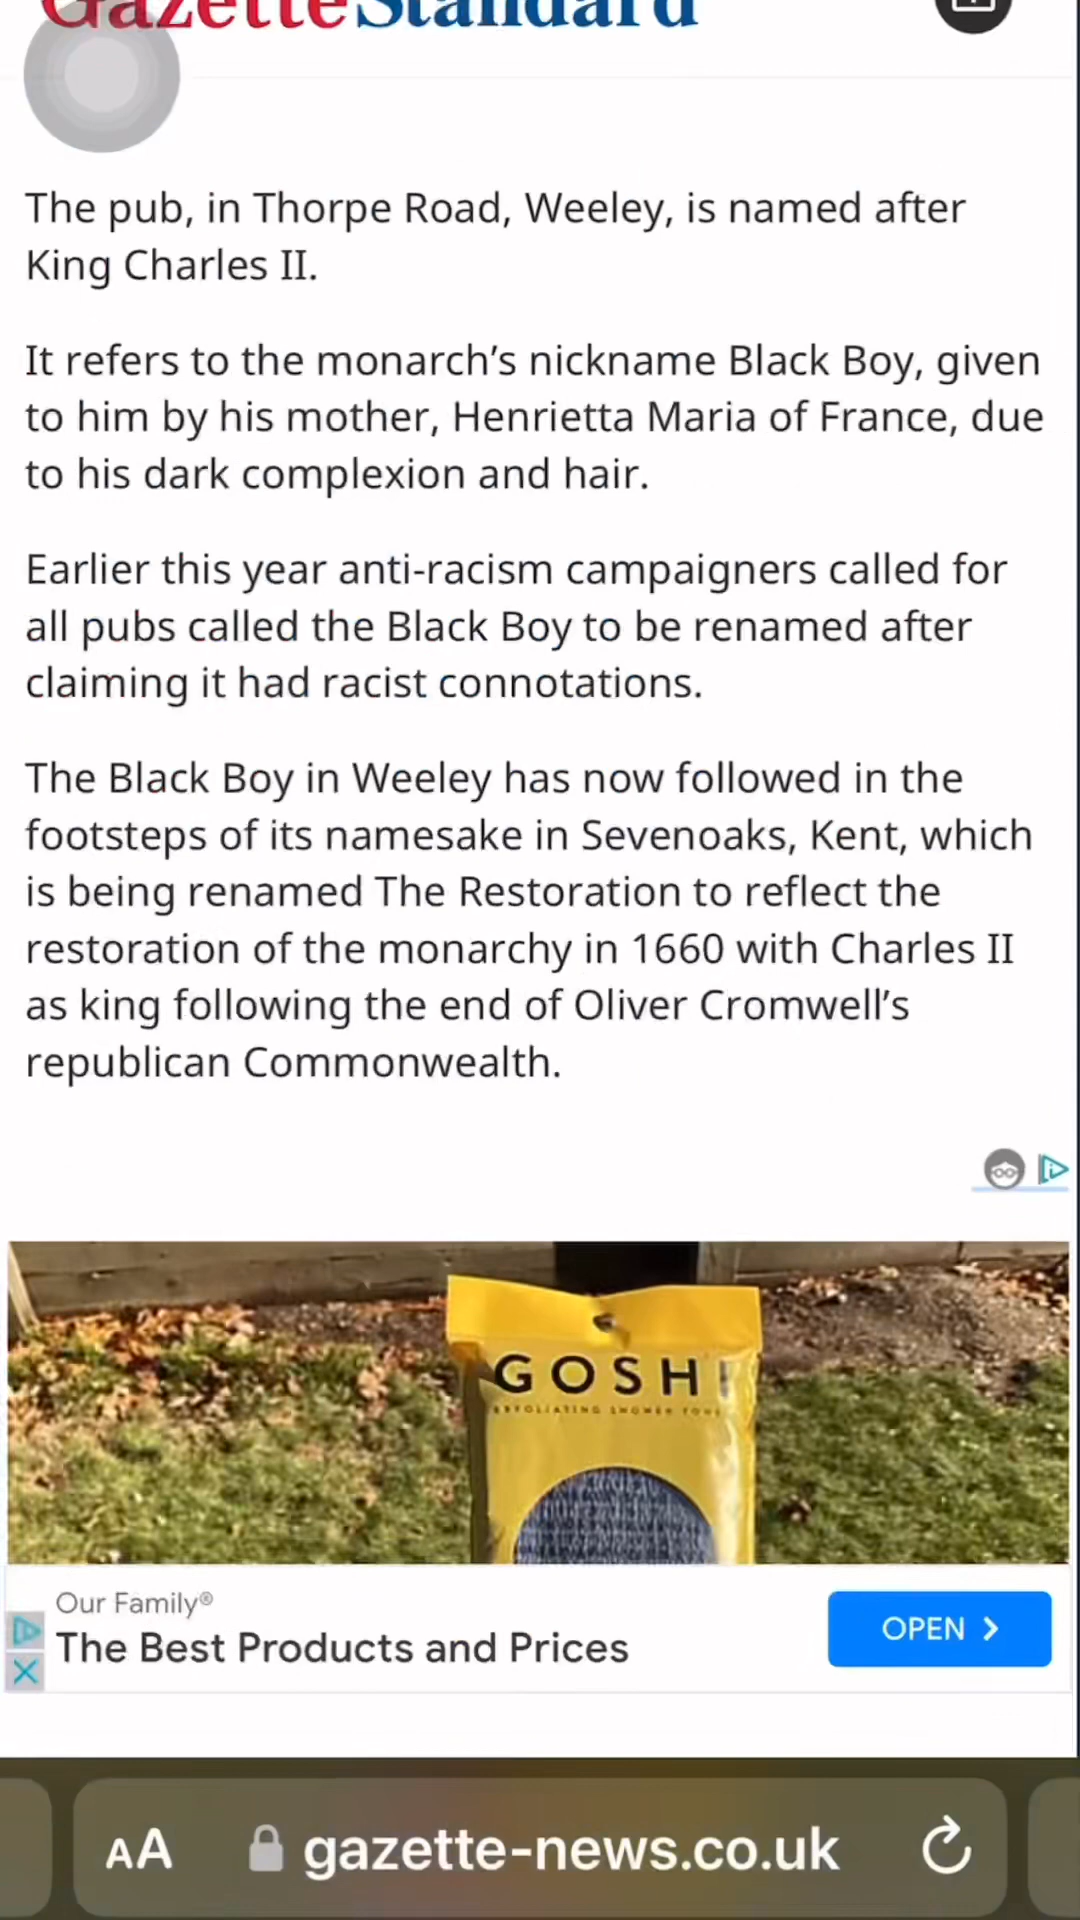 GazetteStandard
The pub, in Thorpe Road, Weeley, is named after
King Charles II.
It refers to the monarch’s nickname Black Boy, given
to him by his mother, Henrietta Maria of France, due
to his dark complexion and hair.
Earlier this year anti-racism campaigners called for
all pubs called the Black Boy to be renamed after
claiming it had racist connotations.
The Black Boy in Weeley has now followed in the
footsteps of its namesake in Sevenoaks, Kent, which
is being renamed The Restoration to reflect the
restoration of the monarchy in 1660 with Charles II
as king following the end of Oliver Cromwell’s
republican Commonwealth.
GOSH!
EXFOLIATING SHOWER
Our Family®
The Best Products and Prices
OPEN
AA
gazette-news.co.uk